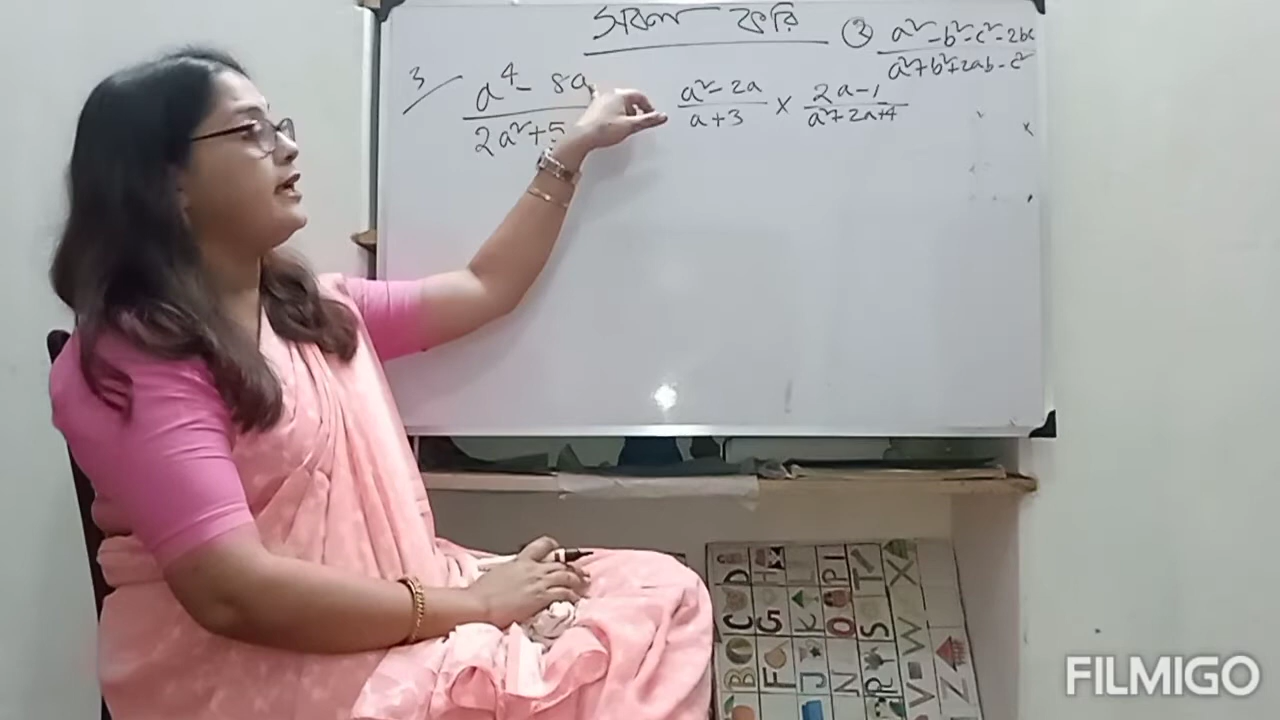 সরল করি
3 a⁴ - 8a / 2a² + 5 a² - 2a / a + 3 × 2a - 1 / a² + 2a + 4
② a² - b² - c² - 2bc / a² + b² + 2ab - c²
D H L P T X
C G K O S W
B F J N R V Z
FILMIGO